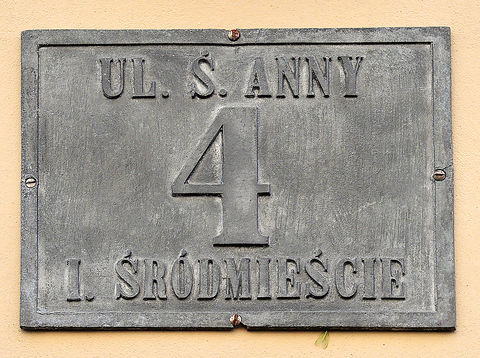 UL. Ś. ANNY
4
I. ŚRÓDMIEŚCIE